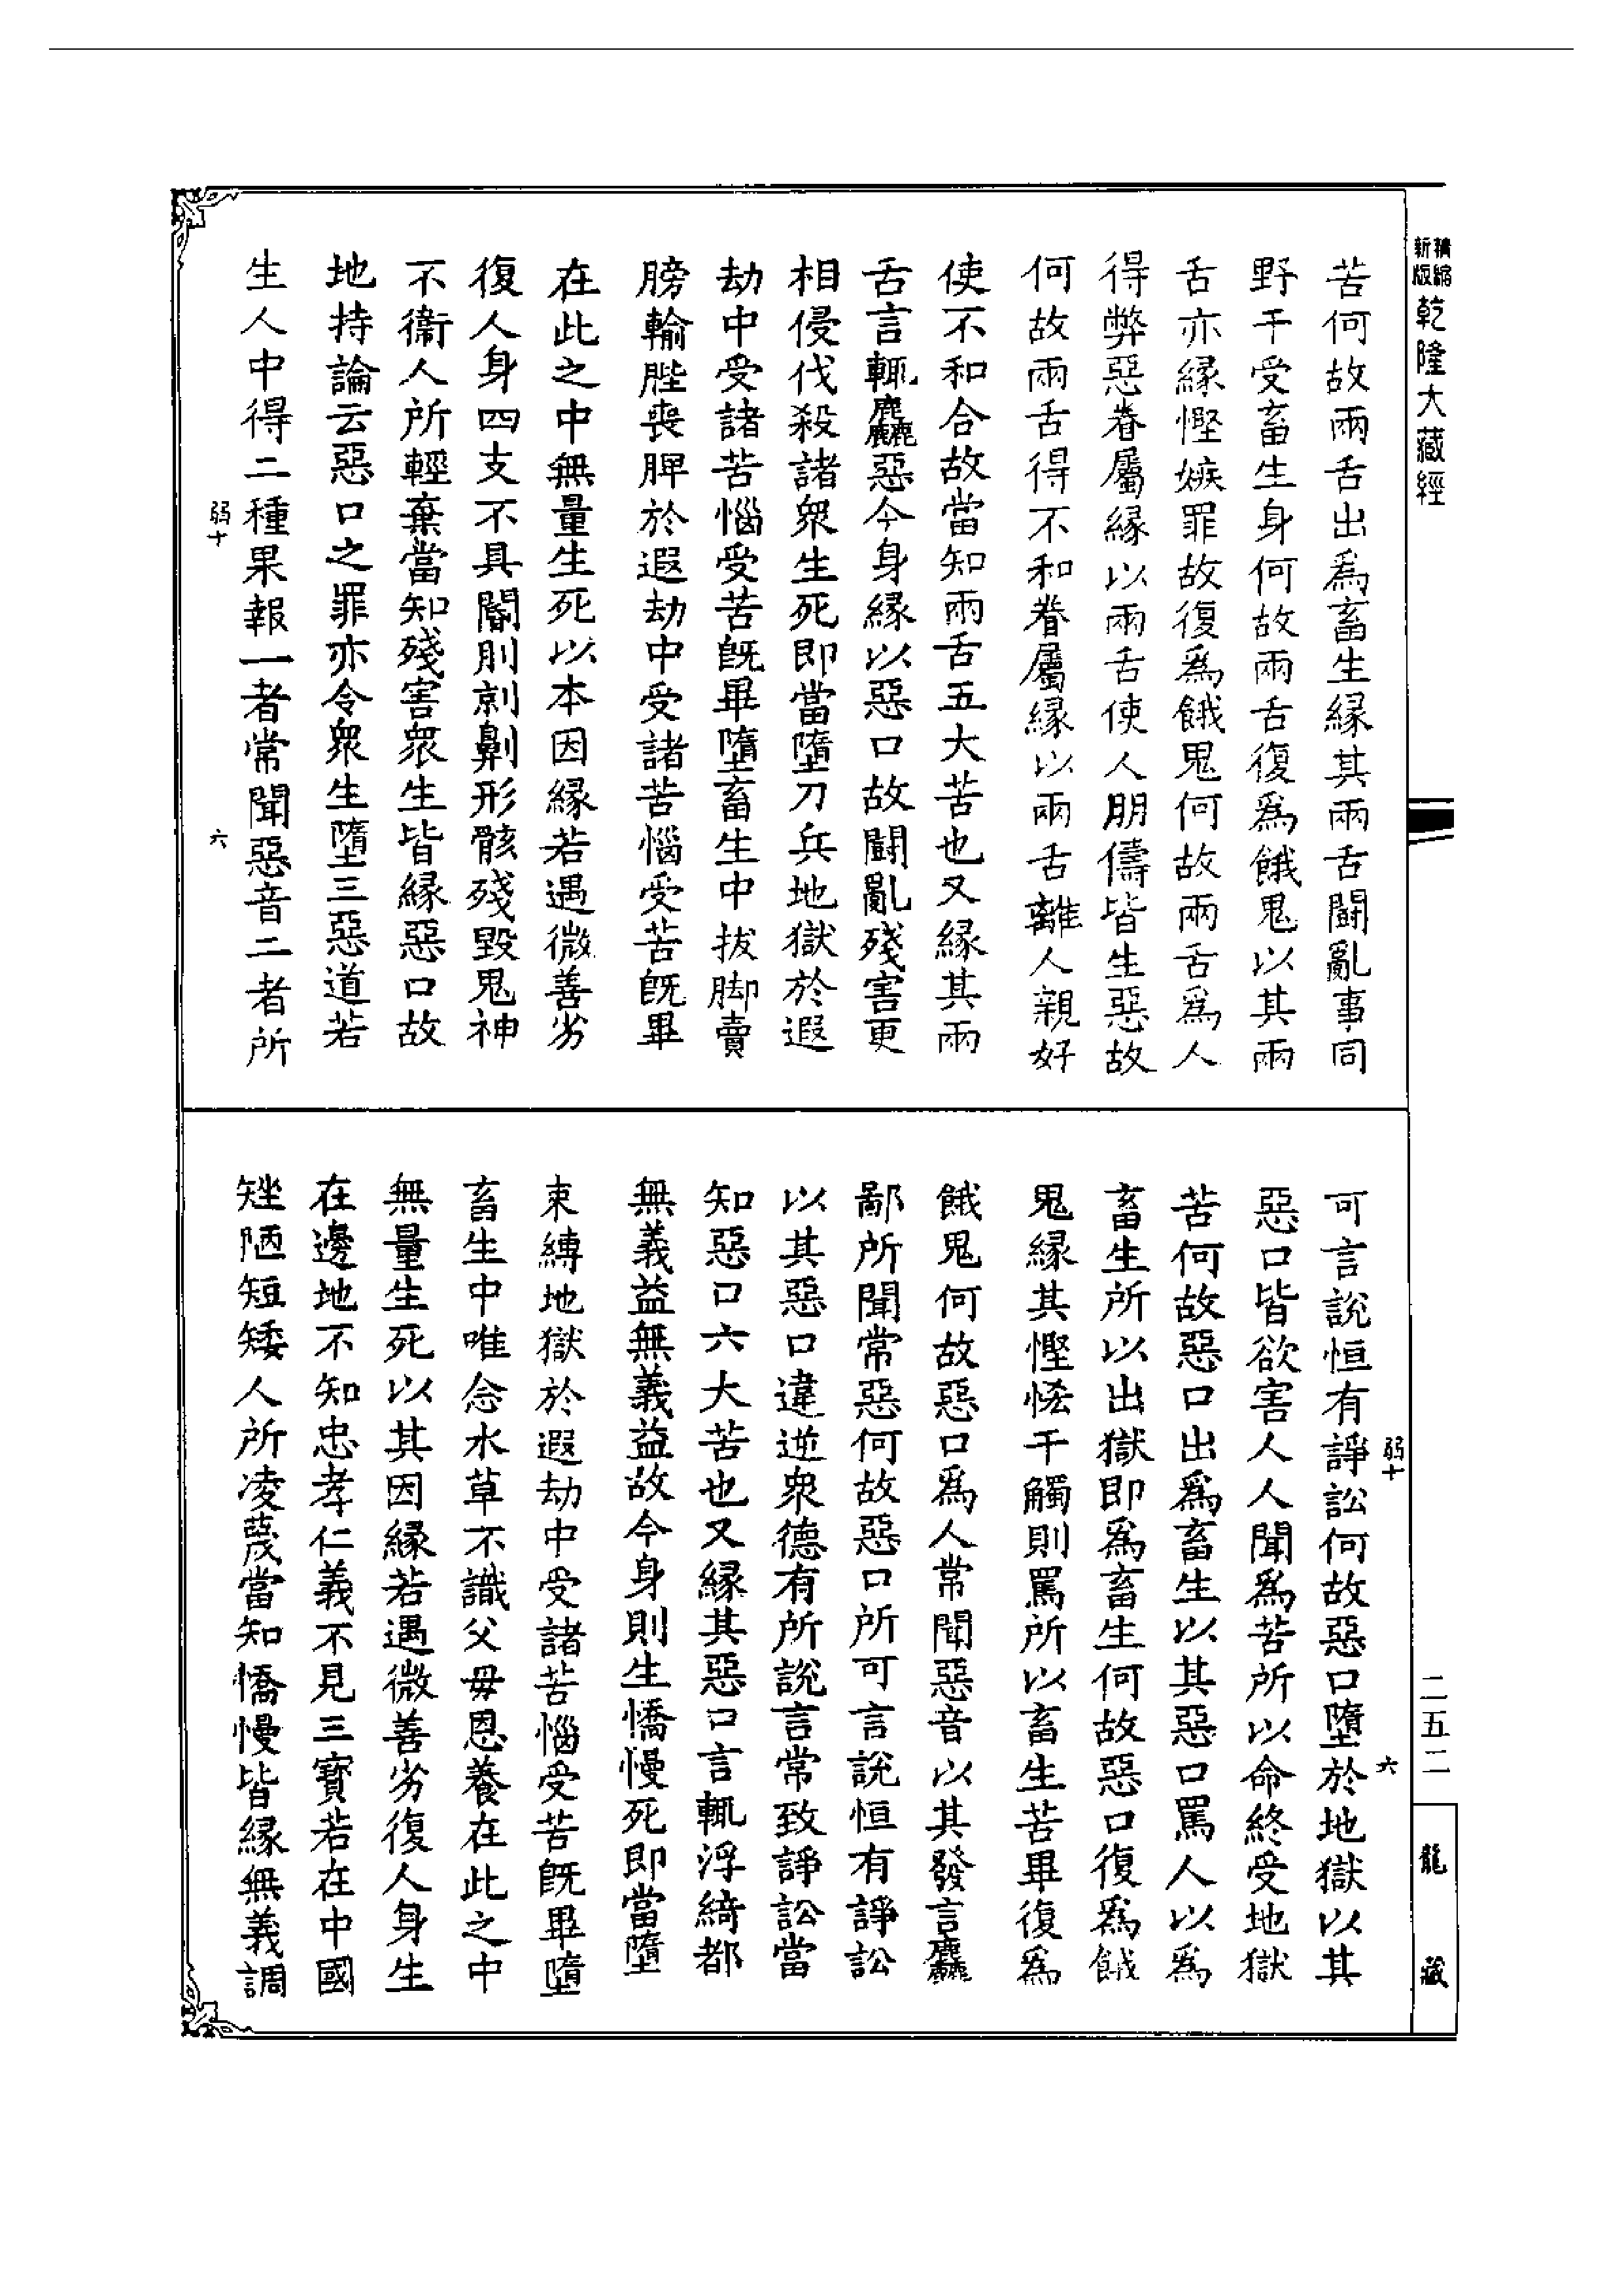 新版精縮乾隆大藏經
苦何故兩舌出為畜生緣其兩舌鬪亂事同
野干受畜生身何故兩舌復為餓鬼以其兩
舌亦緣慳嫉罪故復為餓鬼何故兩舌為人
得弊惡眷屬緣以兩舌使人朋儔皆生惡故
何故兩舌得不和眷屬緣以兩舌離人親好
使不和合故當知兩舌五大苦也又緣其兩
舌言輒麤惡今身緣以惡口故鬪亂殘害更
相侵伐殺諸衆生死即當墮刀兵地獄於遐
劫中受諸苦惱受苦旣畢墮畜生中拔脚賣
膀輸䏶喪胛於遐劫中受諸苦惱受苦旣畢
在此之中無量生死以本因緣若遇微善劣
復人身四支不具閽刖剠劓形骸殘毀鬼神
不衞人所輕棄當知殘害衆生皆緣惡口故
地持論云惡口之罪亦令衆生墮三惡道若
生人中得二種果報一者常聞惡音二者所
弱十
六
弱十
六
可言說恒有諍訟何故惡口墮於地獄以其
惡口皆欲害人人聞為苦所以命終受地獄
苦何故惡口出為畜生以其惡口罵人以為
畜生所以出獄即為畜生何故惡口復為餓
鬼緣其慳悋干觸則罵所以畜生苦畢復為
餓鬼何故惡口為人常聞惡音以其發言麤
鄙所聞常惡何故惡口所可言說恒有諍訟
以其惡口違逆衆德有所說言常致諍訟當
知惡口六大苦也又緣其惡口言輒浮綺都
無義益無義益故今身則生憍慢死即當墮
束縛地獄於遐劫中受諸苦惱受苦旣畢墮
畜生中唯念水草不識父毋恩養在此之中
無量生死以其因緣若遇微善劣復人身生
在邊地不知忠孝仁義不見三寶若在中國
矬陋短矮人所凌蔑當知憍慢皆緣無義調
二五二
龍藏